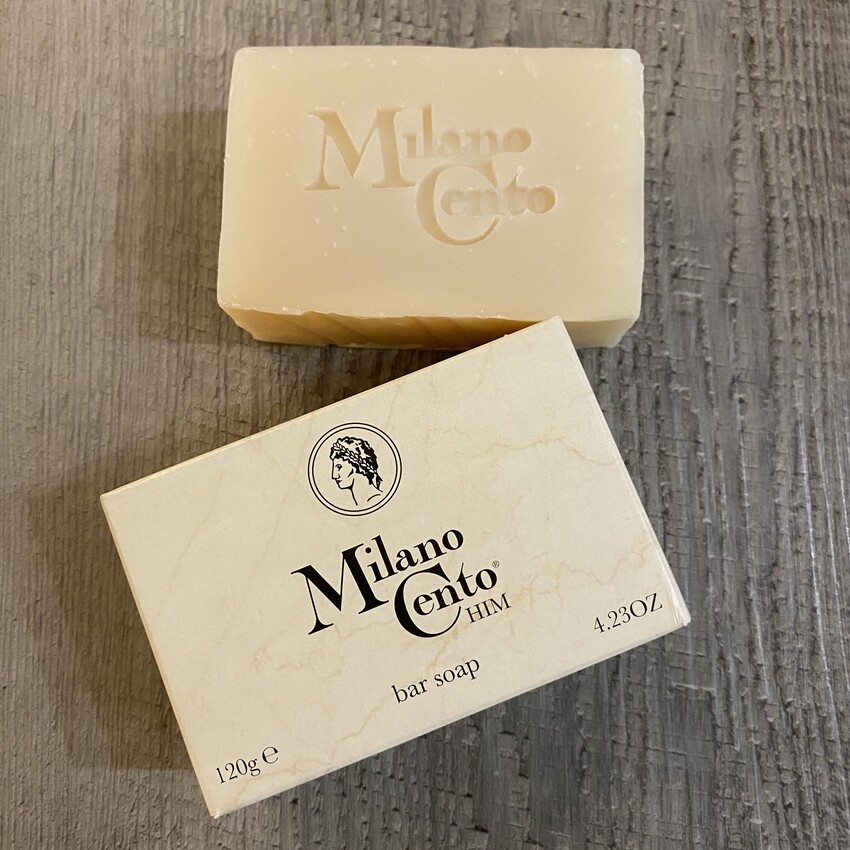 Milano
Cento
Milano
Cento®
HIM
bar soap
4.23OZ
120g ℮